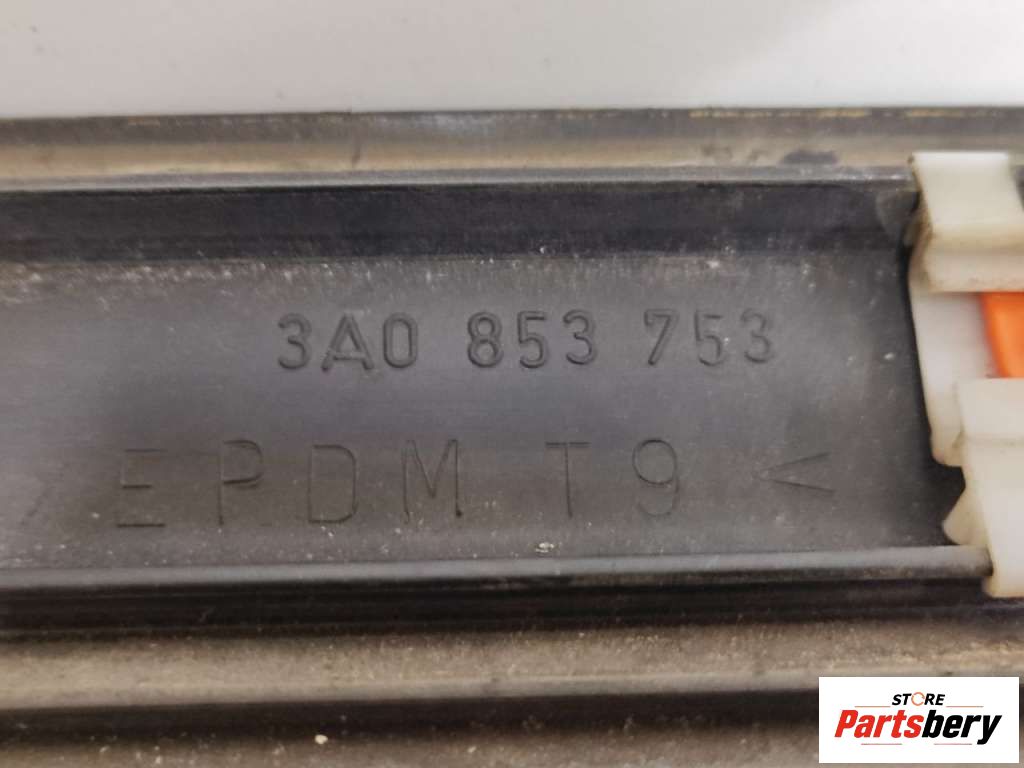 3A0 853 753
EPDM T9 <
STORE
Partsbery